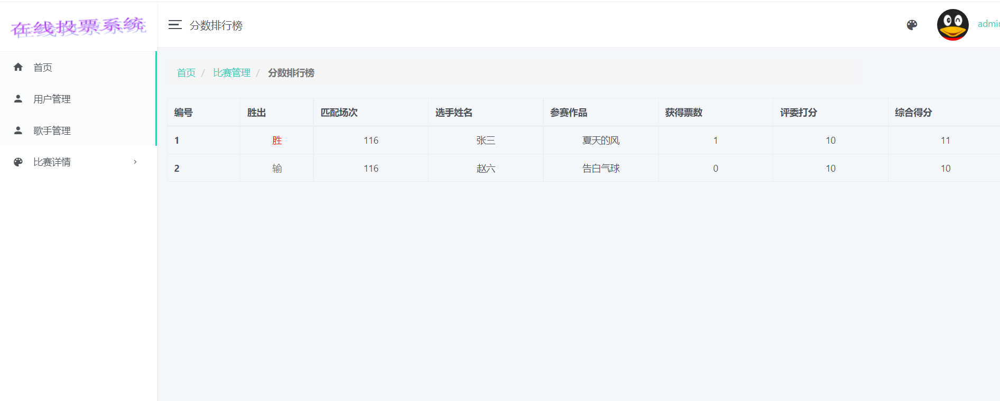 在线投票系统
分数排行榜
admin
首页
用户管理
歌手管理
比赛详情
首页 / 比赛管理 / 分数排行榜
编号 胜出 匹配场次 选手姓名 参赛作品 获得票数 评委打分 综合得分
1 胜 116 张三 夏天的风 1 10 11
2 输 116 赵六 告白气球 0 10 10